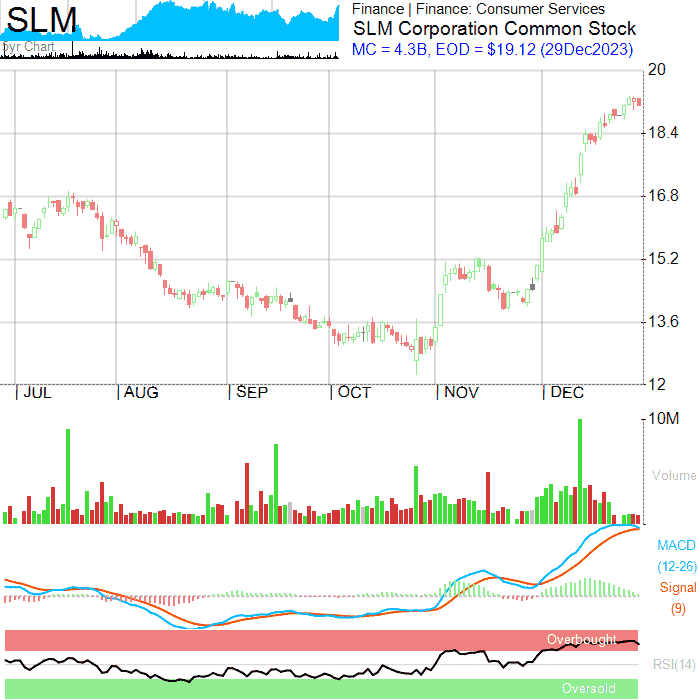 SLM
5yr Chart
Finance | Finance: Consumer Services
SLM Corporation Common Stock
MC = 4.3B, EOD = $19.12 (29Dec2023)
20
18.4
16.8
15.2
13.6
12
JUL AUG SEP OCT NOV DEC
10M
Volume
MACD
(12-26)
Signal
(9)
Overbought
RSI(14)
Oversold